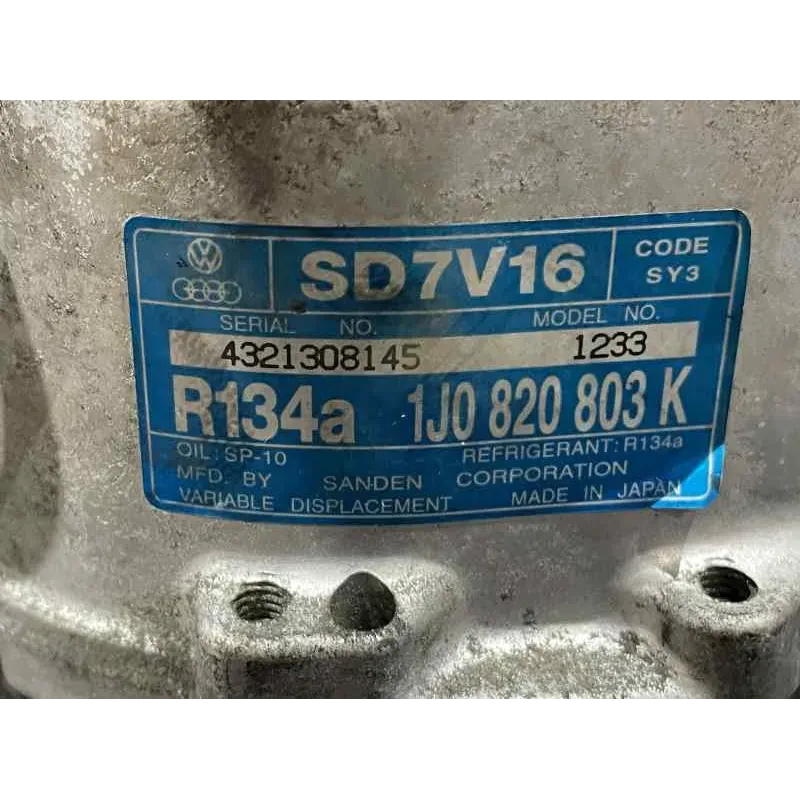 SD7V16 CODE SY3
SERIAL NO. MODEL NO.
4321308145 1233
R134a 1J0 820 803 K
OIL: SP-10 REFRIGERANT: R134a
MFD. BY SANDEN CORPORATION
VARIABLE DISPLACEMENT MADE IN JAPAN